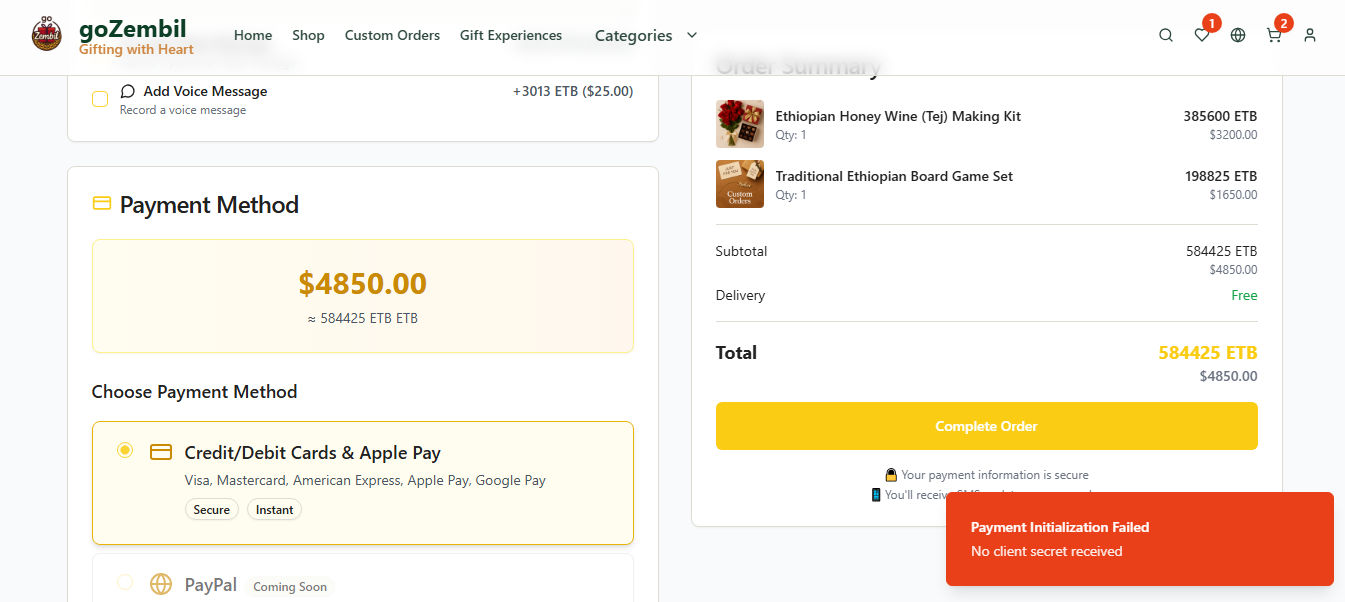 go
Zembil
goZembil
Gifting with Heart
Home
Shop
Custom Orders
Gift Experiences
Categories
1
2
Add Voice Message
+3013 ETB ($25.00)
Record a voice message
Payment Method
$4850.00
≈ 584425 ETB ETB
Choose Payment Method
Credit/Debit Cards & Apple Pay
Visa, Mastercard, American Express, Apple Pay, Google Pay
Secure
Instant
PayPal
Coming Soon
Order Summary
Ethiopian Honey Wine (Tej) Making Kit
385600 ETB
Qty: 1
$3200.00
Custom
Orders
Traditional Ethiopian Board Game Set
198825 ETB
Qty: 1
$1650.00
Subtotal
584425 ETB
$4850.00
Delivery
Free
Total
584425 ETB
$4850.00
Complete Order
🔒 Your payment information is secure
📱 You'll receive
Payment Initialization Failed
No client secret received